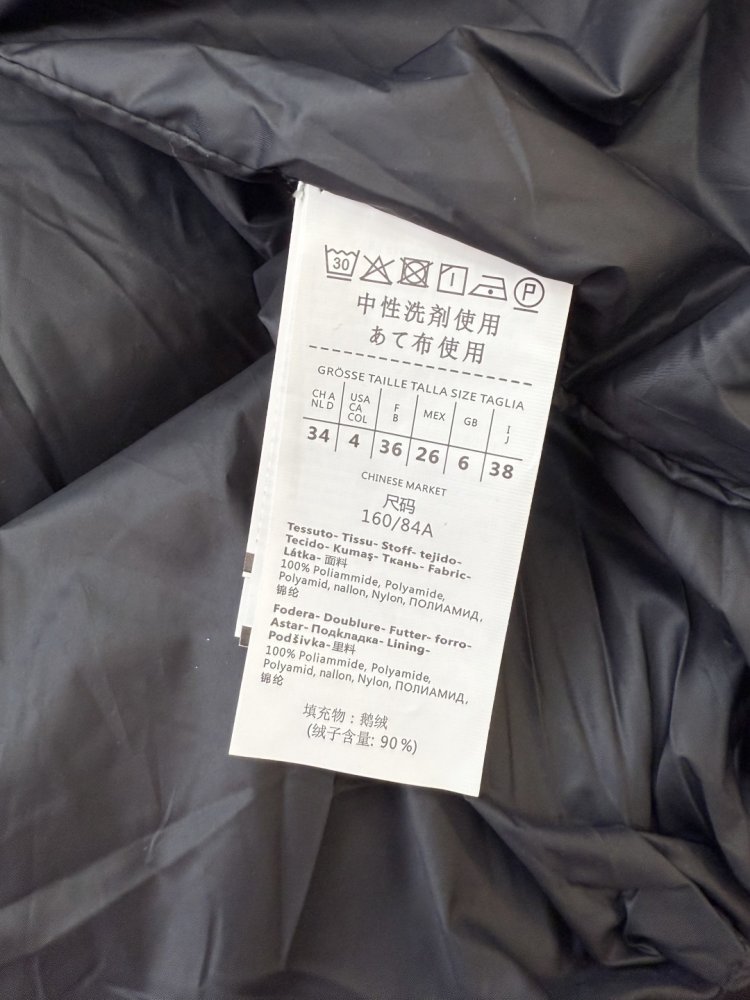 30 P
中性洗剤使用
あて布使用
GRÖSSE TAILLE TALLA SIZE TAGLIA
CH A NL D USA CA COL F B MEX GB I J
34 4 36 26 6 38
CHINESE MARKET
尺码
160/84A
Tessuto- Tissu- Stoff- tejido-
Tecido- Kumaş- Ткань- Fabric-
Látka- 面料
100% Poliammide, Polyamide,
Polyamid, nallon, Nylon, ПОЛИАМИД,
锦纶
Fodera- Doublure- Futter- forro-
Astar- Подкладка- Lining-
Podšivka- 里料
100% Poliammide, Polyamide,
Polyamid, nallon, Nylon, ПОЛИАМИД,
锦纶
填充物：鹅绒
(绒子含量: 90%)